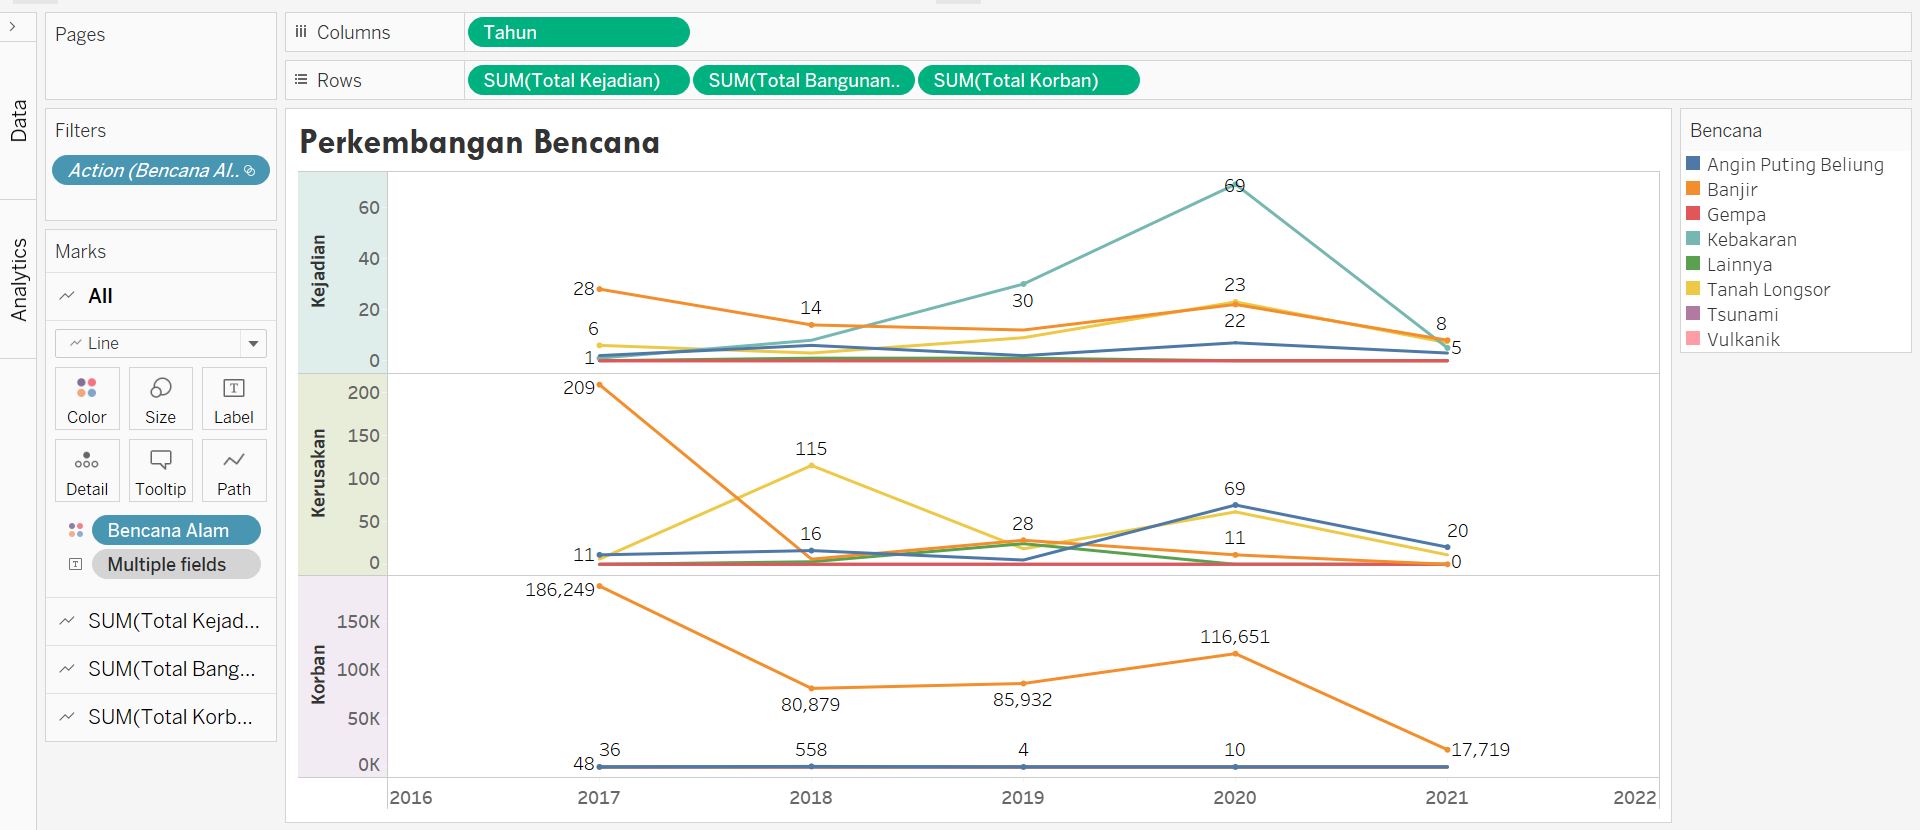 Pages
Columns
Tahun
Rows
SUM(Total Kejadian)
SUM(Total Bangunan..
SUM(Total Korban)
Data
Analytics
Filters
Action (Bencana Al..
Marks
All
Line
Color
Size
Label
Detail
Tooltip
Path
Bencana Alam
Multiple fields
SUM(Total Kejad...
SUM(Total Bang...
SUM(Total Korb...
Perkembangan Bencana
Kejadian
60
40
20
0
69
28
14
30
23
22
6
1
8
5
Kerusakan
200
150
100
50
0
209
115
69
28
16
11
11
20
0
Korban
150K
100K
50K
0K
186,249
80,879
85,932
116,651
17,719
36
48
558
4
10
2016
2017
2018
2019
2020
2021
2022
Bencana
Angin Puting Beliung
Banjir
Gempa
Kebakaran
Lainnya
Tanah Longsor
Tsunami
Vulkanik